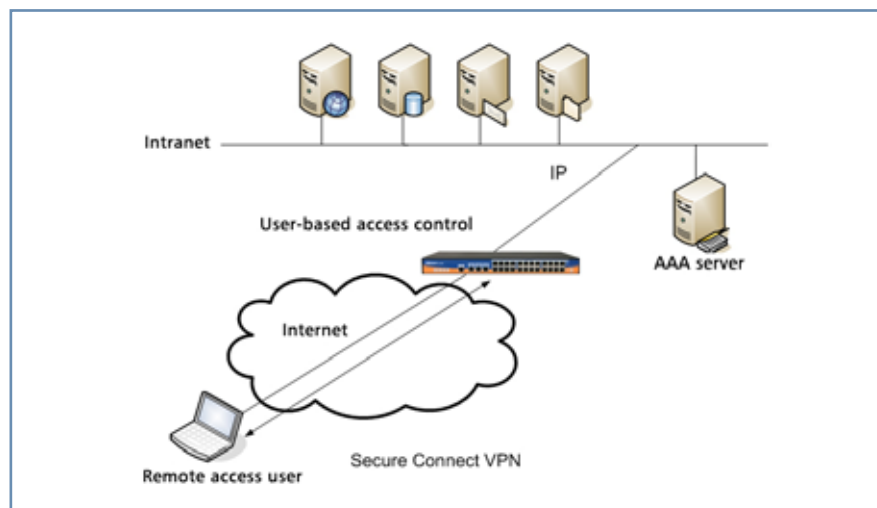 Intranet
IP
User-based access control
AAA server
Internet
Secure Connect VPN
Remote access user